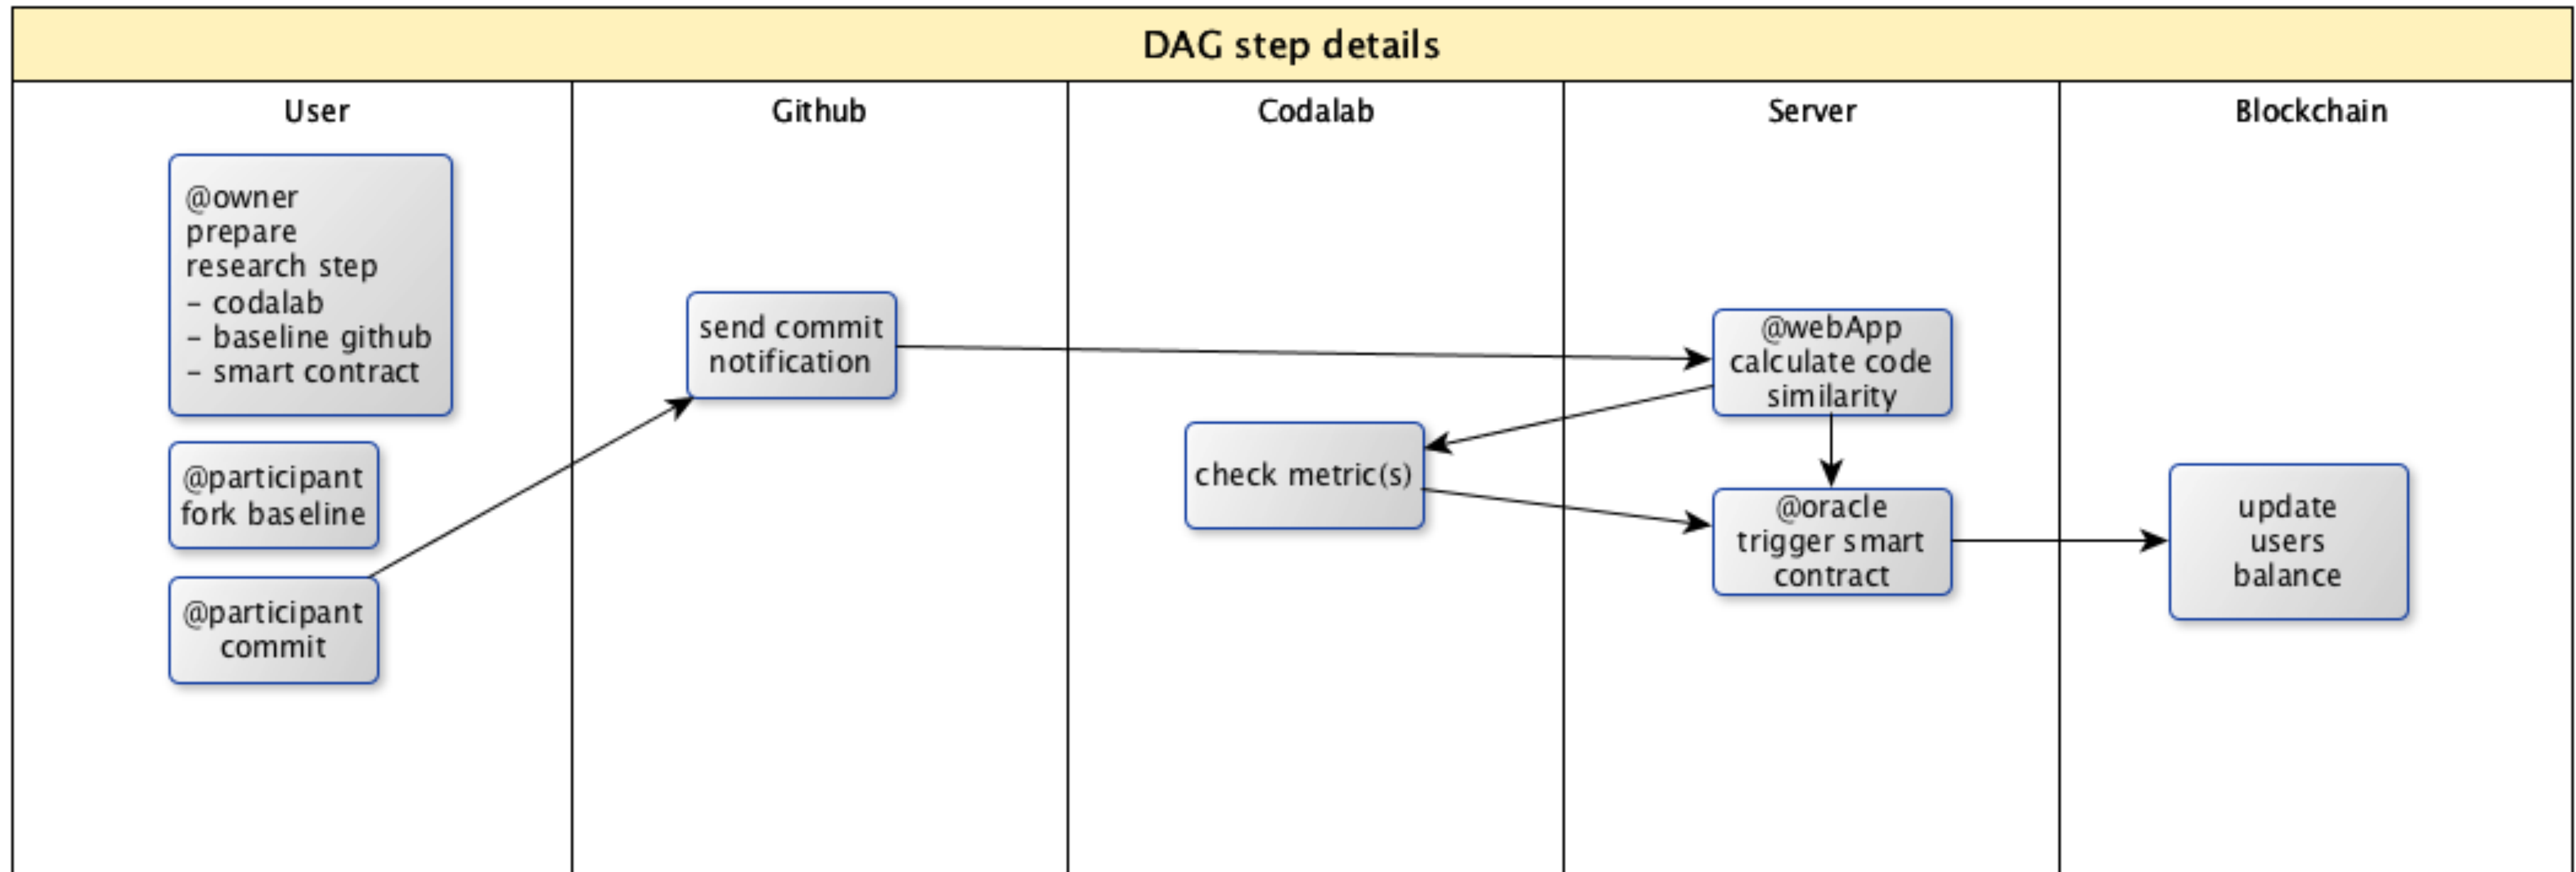 DAG step details
User
Github
Codalab
Server
Blockchain
@owner
prepare
research step
– codalab
– baseline github
– smart contract
@participant
fork baseline
@participant
commit
send commit
notification
check metric(s)
@webApp
calculate code
similarity
@oracle
trigger smart
contract
update
users
balance